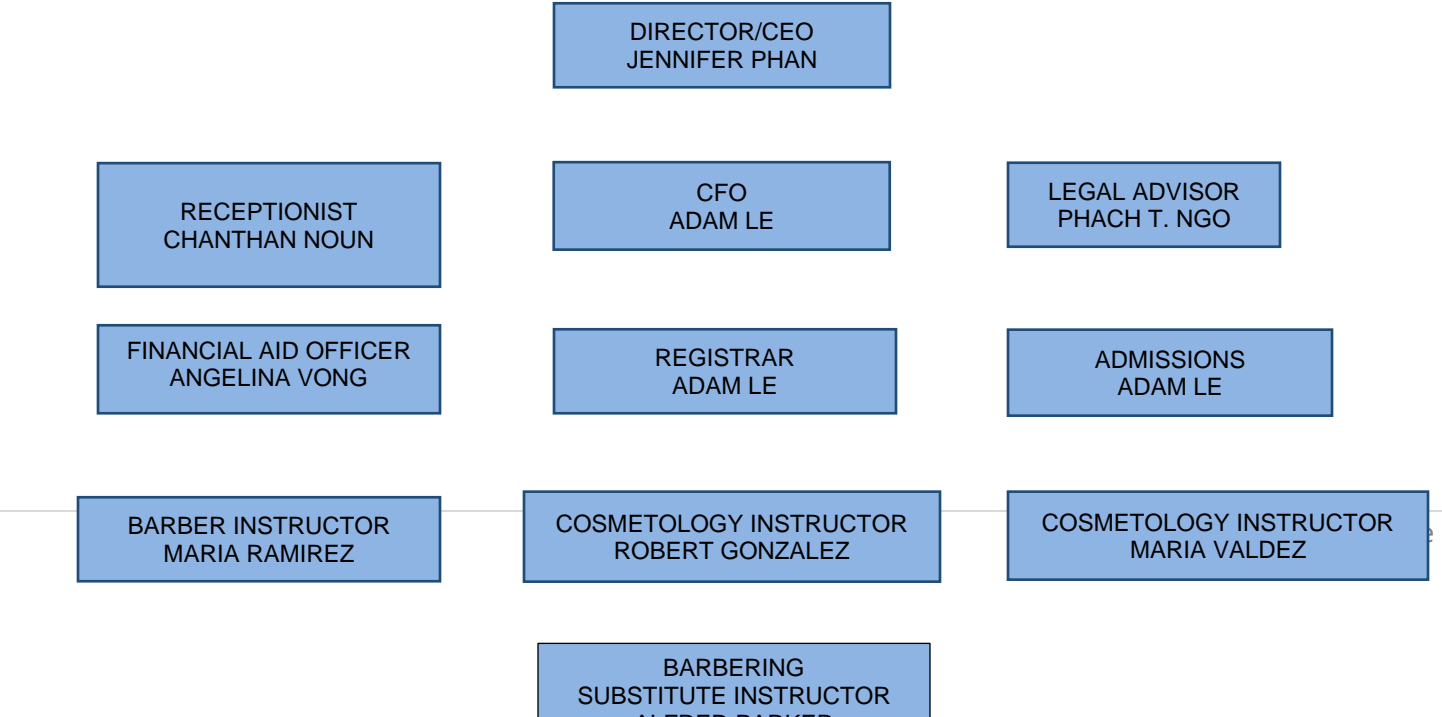 DIRECTOR/CEO
JENNIFER PHAN
RECEPTIONIST
CHANTHAN NOUN
CFO
ADAM LE
LEGAL ADVISOR
PHACH T. NGO
FINANCIAL AID OFFICER
ANGELINA VONG
REGISTRAR
ADAM LE
ADMISSIONS
ADAM LE
BARBER INSTRUCTOR
MARIA RAMIREZ
COSMETOLOGY INSTRUCTOR
ROBERT GONZALEZ
COSMETOLOGY INSTRUCTOR
MARIA VALDEZ
e
BARBERING
SUBSTITUTE INSTRUCTOR